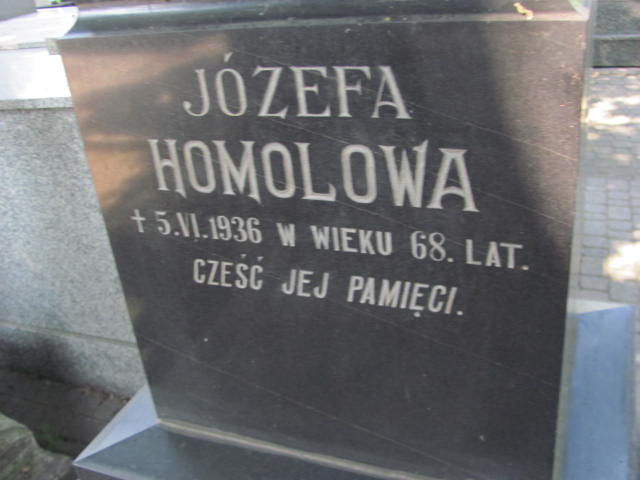 JÓZEFA
HOMOLOWA
† 5.VI.1936 W WIEKU 68. LAT.
CZEŚĆ JEJ PAMIĘCI.